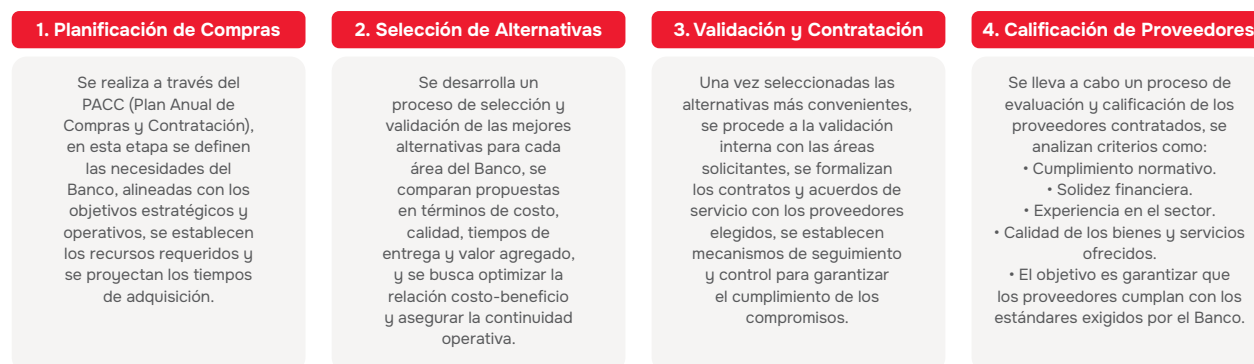 1. Planificación de Compras
Se realiza a través del
PACC (Plan Anual de
Compras y Contratación),
en esta etapa se definen
las necesidades del
Banco, alineadas con los
objetivos estratégicos y
operativos, se establecen
los recursos requeridos y
se proyectan los tiempos
de adquisición.
2. Selección de Alternativas
Se desarrolla un
proceso de selección y
validación de las mejores
alternativas para cada
área del Banco, se
comparan propuestas
en términos de costo,
calidad, tiempos de
entrega y valor agregado,
y se busca optimizar la
relación costo-beneficio
y asegurar la continuidad
operativa.
3. Validación y Contratación
Una vez seleccionadas las
alternativas más convenientes,
se procede a la validación
interna con las áreas
solicitantes, se formalizan
los contratos y acuerdos de
servicio con los proveedores
elegidos, se establecen
mecanismos de seguimiento
y control para garantizar
el cumplimiento de los
compromisos.
4. Calificación de Proveedores
Se lleva a cabo un proceso de
evaluación y calificación de los
proveedores contratados, se
analizan criterios como:
• Cumplimiento normativo.
• Solidez financiera.
• Experiencia en el sector.
• Calidad de los bienes y servicios
ofrecidos.
• El objetivo es garantizar que
los proveedores cumplan con los
estándares exigidos por el Banco.